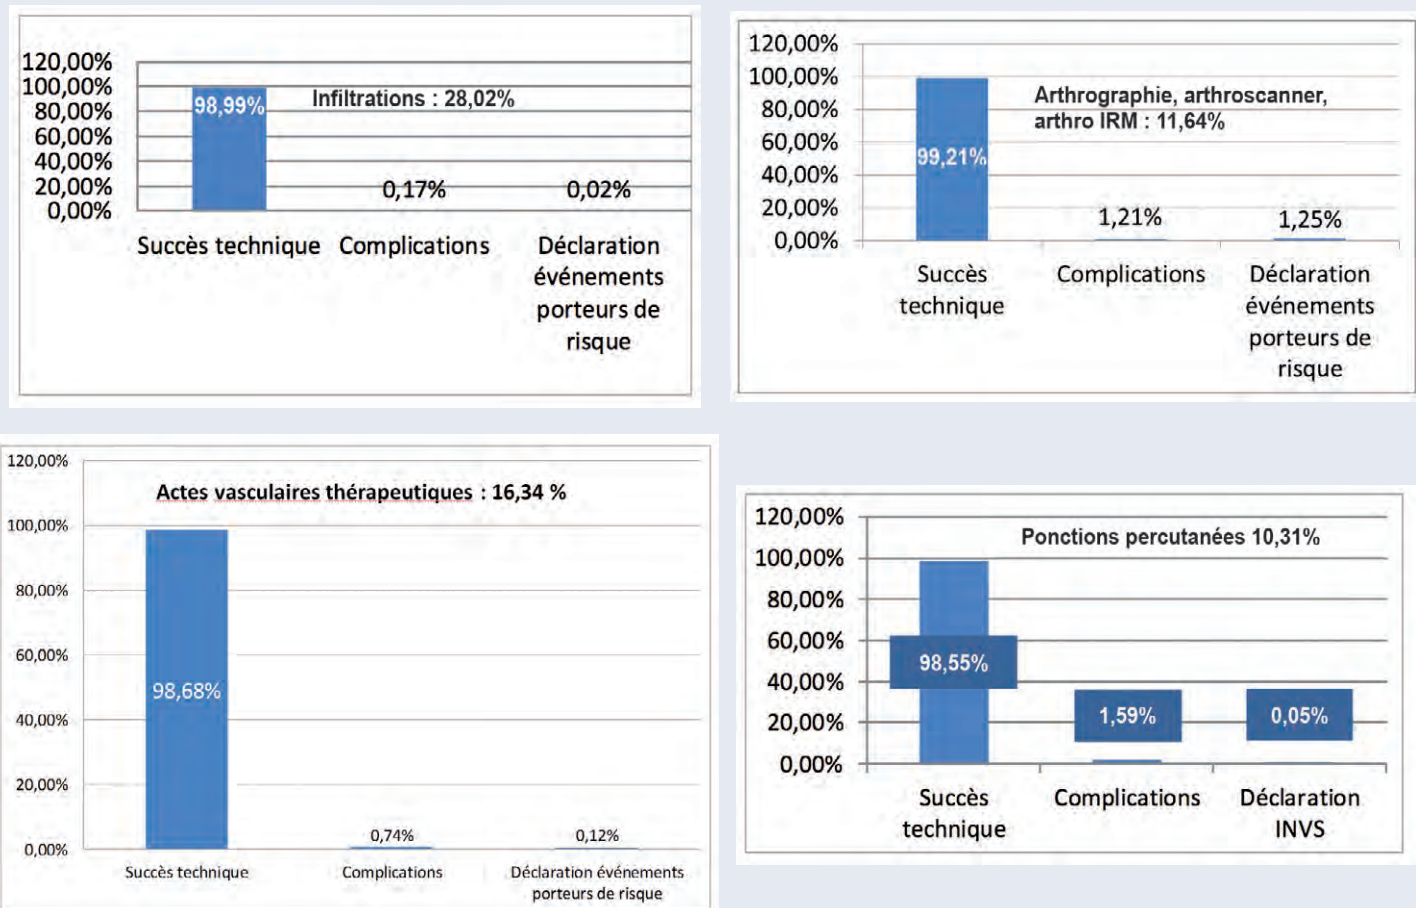 120,00%
100,00%
80,00%
60,00%
40,00%
20,00%
0,00%
Infiltrations : 28,02%
98,99%
0,17%
0,02%
Succès technique
Complications
Déclaration
événements
porteurs de
risque
120,00%
100,00%
80,00%
60,00%
40,00%
20,00%
0,00%
Arthrographie, arthroscanner,
arthro IRM : 11,64%
99,21%
1,21%
1,25%
Succès
technique
Complications
Déclaration
événements
porteurs de
risque
120,00%
100,00%
80,00%
60,00%
40,00%
20,00%
0,00%
Actes vasculaires thérapeutiques : 16,34 %
98,68%
0,74%
0,12%
Succès technique
Complications
Déclaration événements
porteurs de risque
120,00%
100,00%
80,00%
60,00%
40,00%
20,00%
0,00%
Ponctions percutanées 10,31%
98,55%
1,59%
0,05%
Succès
technique
Complications
Déclaration
INVS